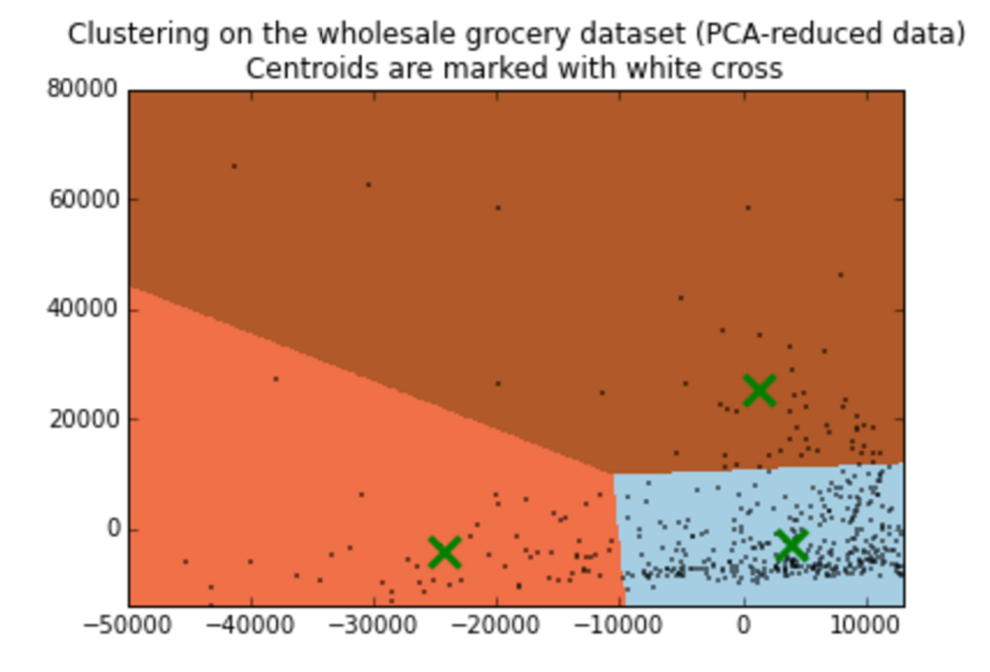 Clustering on the wholesale grocery dataset (PCA-reduced data)
Centroids are marked with white cross
80000
60000
40000
20000
0
−50000 −40000 −30000 −20000 −10000 0 10000